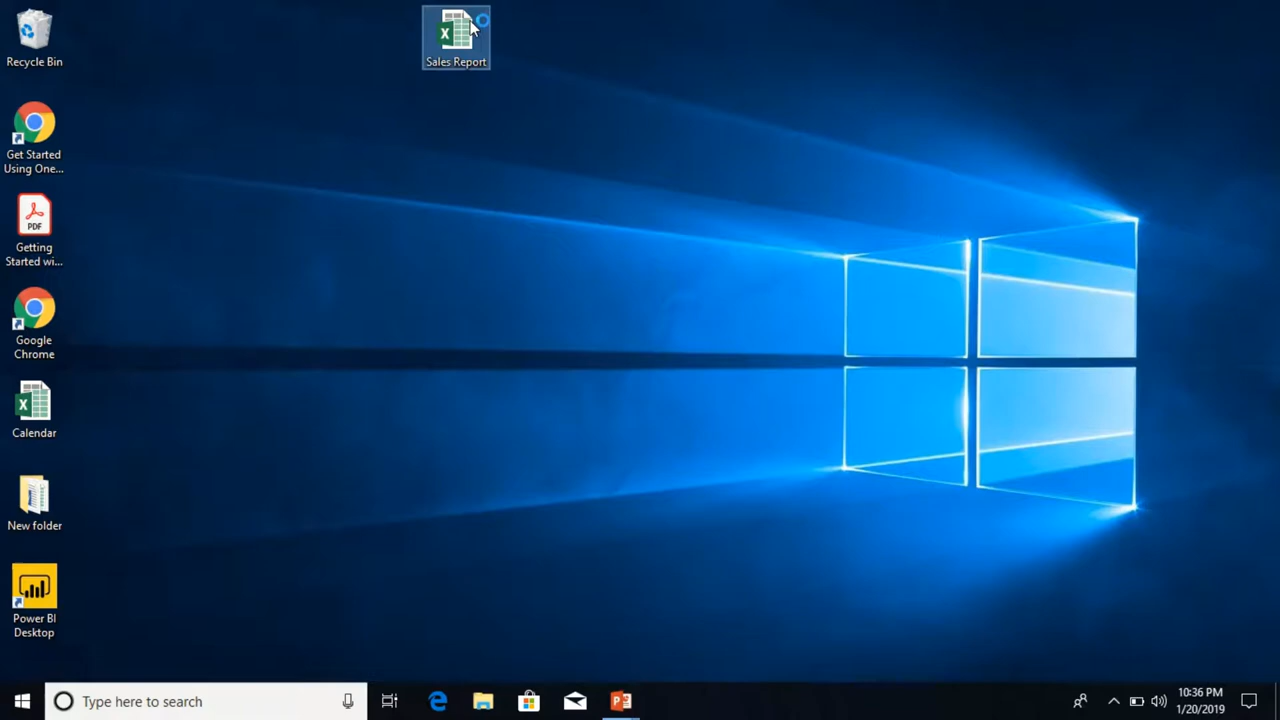 Recycle Bin
Sales Report
Get Started
Using One...
PDF
Getting
Started wi...
Google
Chrome
Calendar
New folder
Power BI
Desktop
Type here to search
10:36 PM
1/20/2019